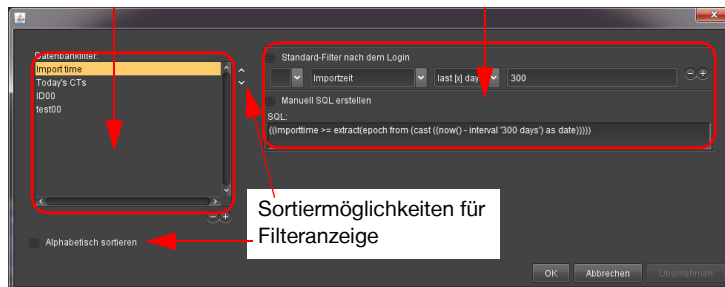 Datenbankfilter:
Import time
Today's CTs
ID00
test00
Alphabetisch sortieren
Standard-Filter nach dem Login
Importzeit
last [x] day
300
Manuell SQL erstellen
SQL:
((importtime >= extract(epoch from (cast ((now() - interval '300 days') as date)))))
Sortiermöglichkeiten für
Filteranzeige
OK
Abbrechen
Übernehmen